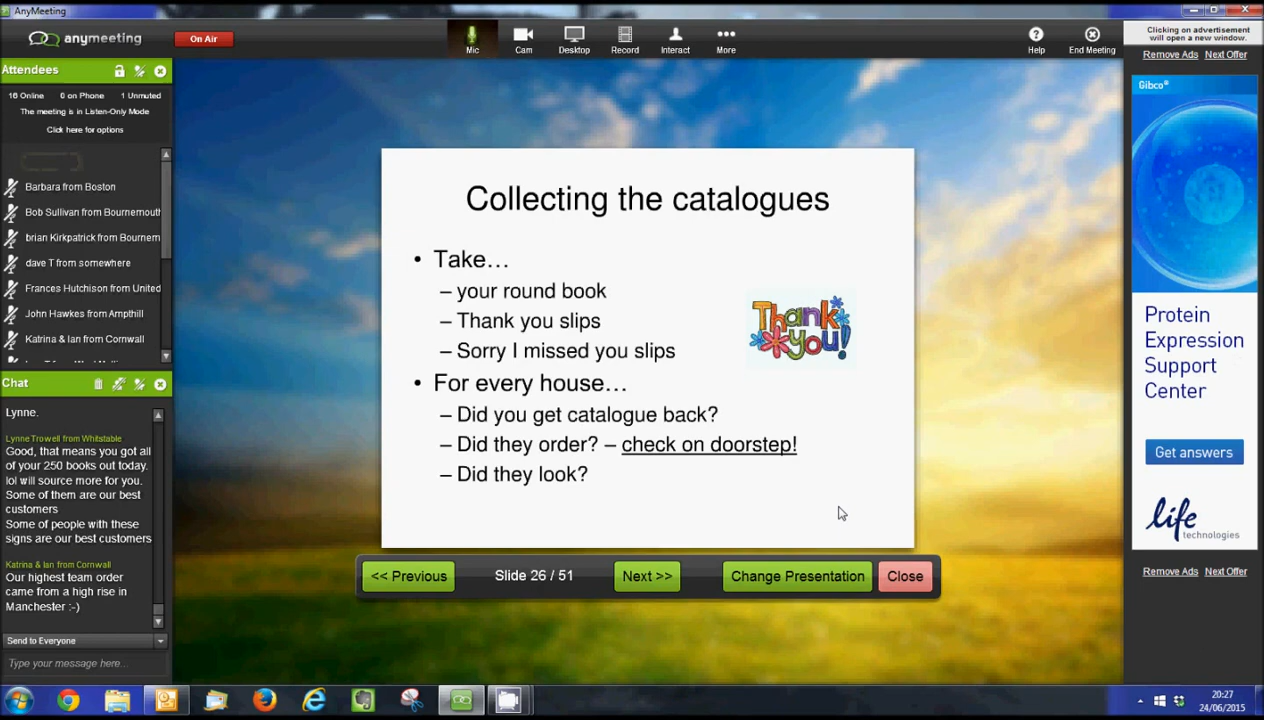 AnyMeeting
anymeeting
On Air
Mic
Cam
Desktop
Record
Interact
More
Help
End Meeting
Clicking on advertisement
will open a new window.
Remove Ads
Next Offer
Attendees
16 Online
0 on Phone
1 Unmuted
The meeting is in Listen-Only Mode
Click here for options
Barbara from Boston
Bob Sullivan from Bournemouth
brian Kirkpatrick from Bournem
dave T from somewhere
Frances Hutchison from United
John Hawkes from Ampthill
Katrina & Ian from Cornwall
Chat
Lynne.
Lynne Trowell from Whitstable
Good, that means you got all
of your 250 books out today.
lol will source more for you.
Some of them are our best
customers
Some of people with these
signs are our best customers
Katrina & Ian from Cornwall
Our highest team order
came from a high rise in
Manchester :-)
Send to Everyone
Type your message here...
Collecting the catalogues
• Take…
– your round book
– Thank you slips
– Sorry I missed you slips
Thank
you!
• For every house…
– Did you get catalogue back?
– Did they order? – check on doorstep!
– Did they look?
<< Previous
Slide 26 / 51
Next >>
Change Presentation
Close
Gibco®
Protein
Expression
Support
Center
Get answers
life
technologies
Remove Ads
Next Offer
20:27
24/06/2015